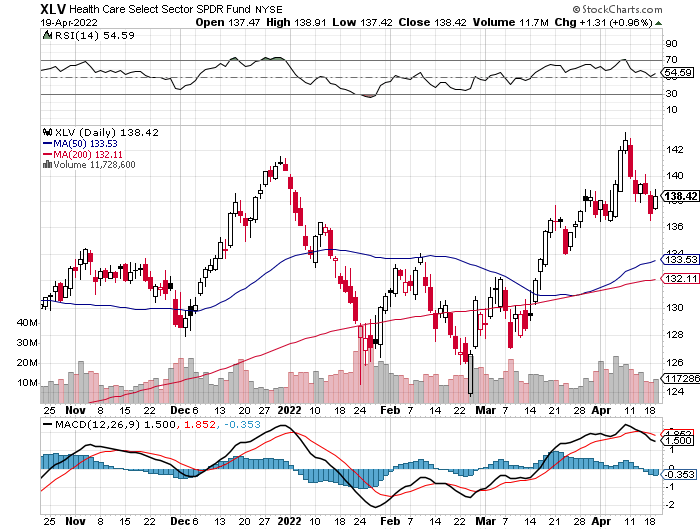 XLV Health Care Select Sector SPDR Fund NYSE © StockCharts.com
19-Apr-2022 Open 137.47 High 138.91 Low 137.42 Close 138.42 Volume 11.7M Chg +1.31 (+0.96%)
RSI(14) 54.59
90
70
54.59
50
30
10
XLV (Daily) 138.42
MA(50) 133.53
MA(200) 132.11
Volume 11,728,600
142
140
138.42
138
136
134
133.53
132.11
130
128
126
124
40M
30M
20M
10M
117286
25 Nov 8 15 22 Dec 6 13 20 27 2022 10 18 24 Feb 7 14 22 Mar 7 14 21 28 Apr 11 18
MACD(12,26,9) 1.500, 1.852, -0.353
1.852
1.500
1
0
-0.353
-1
-2
25 Nov 8 15 22 Dec 6 13 20 27 2022 10 18 24 Feb 7 14 22 Mar 7 14 21 28 Apr 11 18